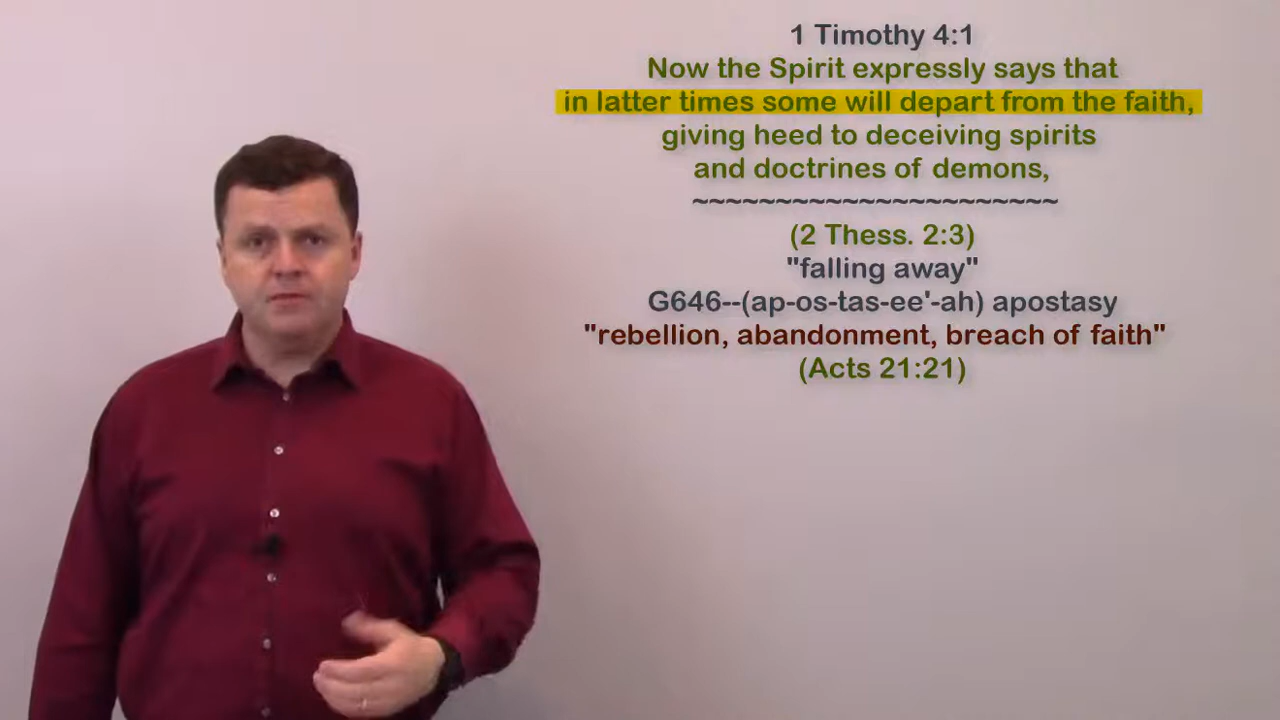 1 Timothy 4:1
Now the Spirit expressly says that
in latter times some will depart from the faith,
giving heed to deceiving spirits
and doctrines of demons,
~~~~~~~~~~~~~~~~~~~~~~
(2 Thess. 2:3)
"falling away"
G646--(ap-os-tas-ee'-ah) apostasy
"rebellion, abandonment, breach of faith"
(Acts 21:21)